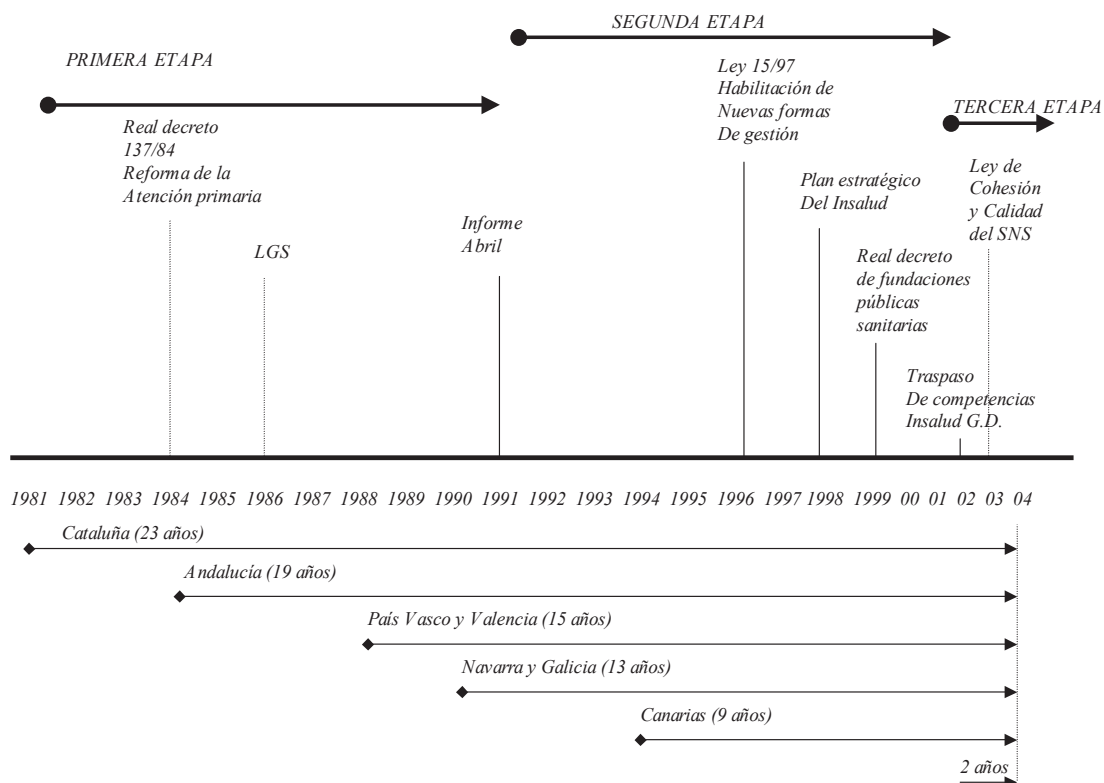 SEGUNDA ETAPA
PRIMERA ETAPA
Ley 15/97
Habilitación de
Nuevas formas
De gestión
TERCERA ETAPA
Real decreto
137/84
Reforma de la
Atención primaria
Plan estratégico
Del Insalud
Ley de
Cohesión
y Calidad
del SNS
Informe
Abril
LGS
Real decreto
de fundaciones
públicas
sanitarias
Traspaso
De competencias
Insalud G.D.
1981 1982 1983 1984 1985 1986 1987 1988 1989 1990 1991 1992 1993 1994 1995 1996 1997 1998 1999 00 01 02 03 04
Cataluña (23 años)
Andalucía (19 años)
País Vasco y Valencia (15 años)
Navarra y Galicia (13 años)
Canarias (9 años)
2 años